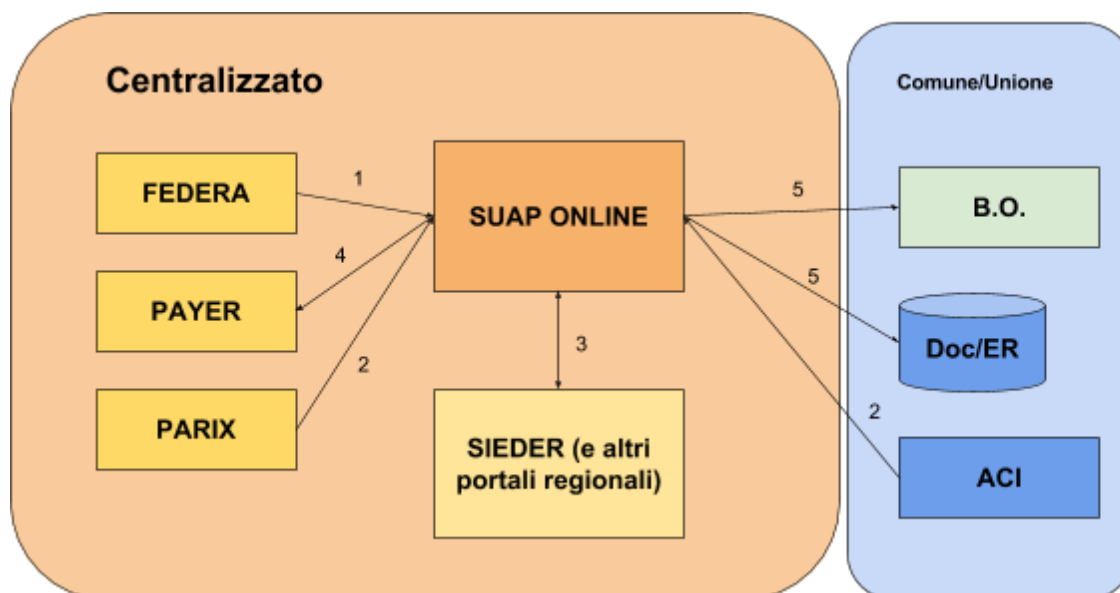 Centralizzato
Comune/Unione
FEDERA
1
SUAP ONLINE
5
B.O.
4
PAYER
5
Doc/ER
2
3
PARIX
SIEDER (e altri
portali regionali)
2
ACI